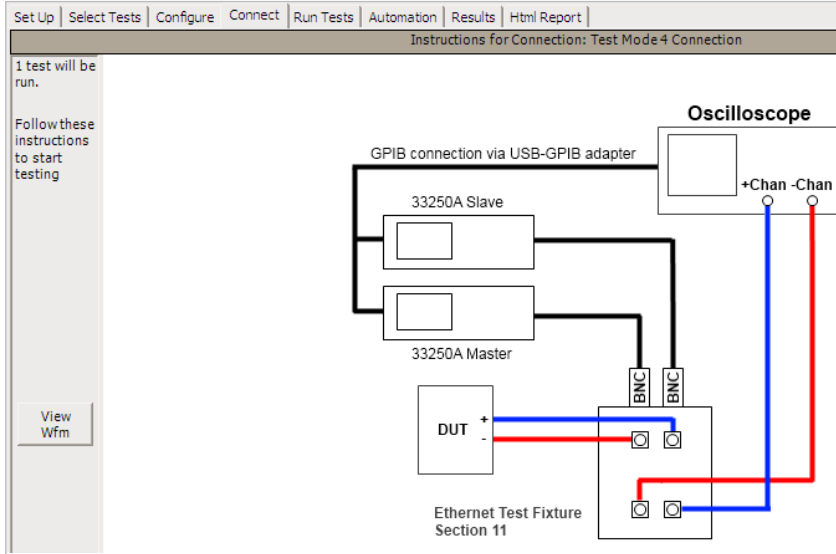 Set Up Select Tests Configure Connect Run Tests Automation Results Html Report
Instructions for Connection: Test Mode 4 Connection
1 test will be
run.
Follow these
instructions
to start
testing
View
Wfm
Oscilloscope
GPIB connection via USB-GPIB adapter
+Chan -Chan
33250A Slave
33250A Master
BNC
BNC
DUT
+
-
Ethernet Test Fixture
Section 11